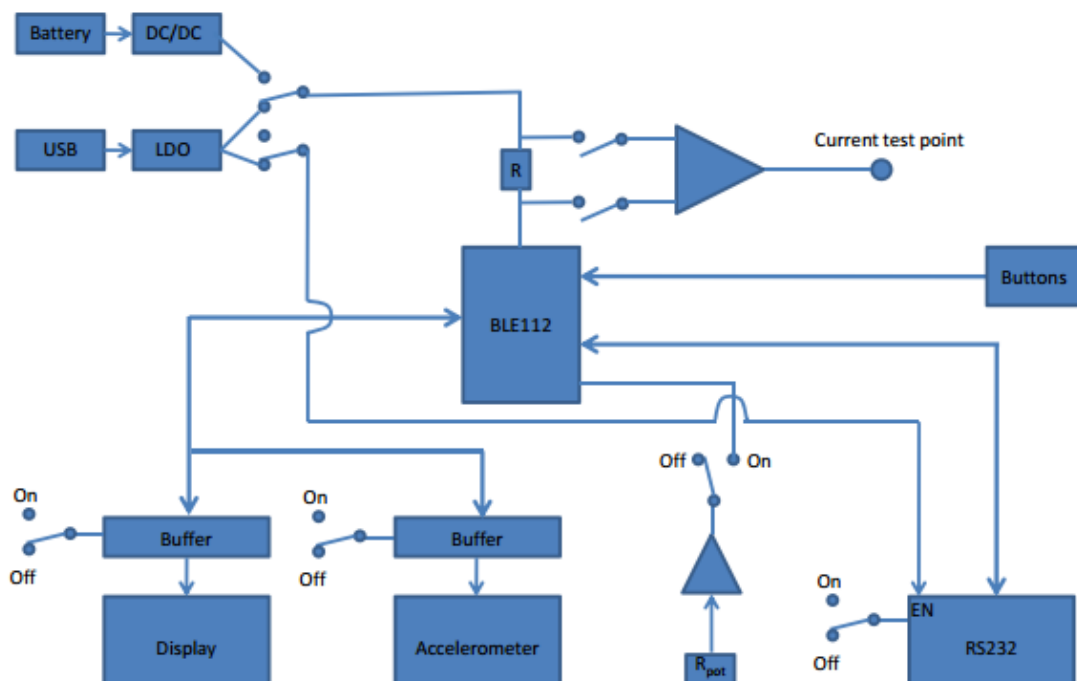 Battery
DC/DC
USB
LDO
R
Current test point
BLE112
Buttons
Off
On
On
Buffer
Off
On
Buffer
Off
On
EN
Off
Display
Accelerometer
Rpot
RS232